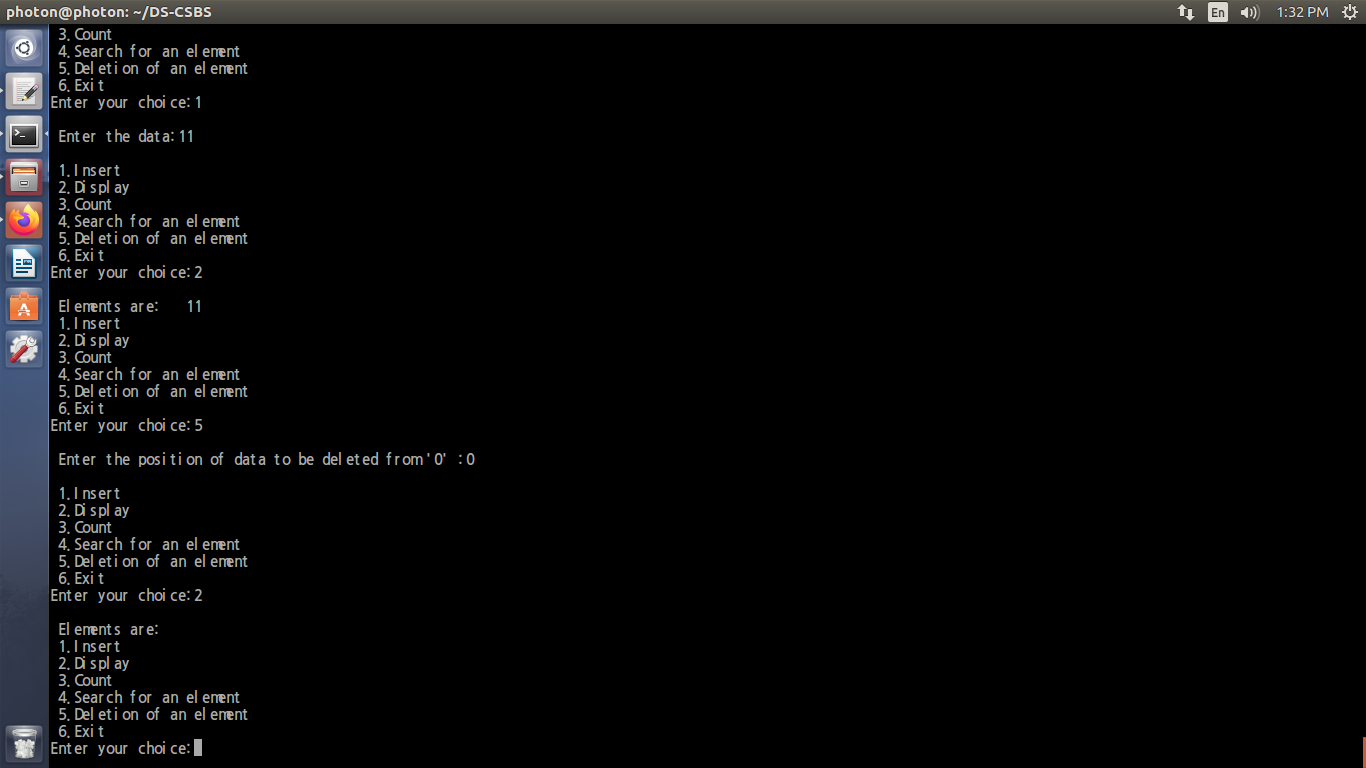 photon@photon: ~/DS-CSBS
En
1:32 PM
3.Count
4.Search for an element
5.Deletion of an element
6.Exit
Enter your choice:1
Enter the data:11
1.Insert
2.Display
3.Count
4.Search for an element
5.Deletion of an element
6.Exit
Enter your choice:2
Elements are: 11
1.Insert
2.Display
3.Count
4.Search for an element
5.Deletion of an element
6.Exit
Enter your choice:5
Enter the position of data to be deleted from'0' :0
1.Insert
2.Display
3.Count
4.Search for an element
5.Deletion of an element
6.Exit
Enter your choice:2
Elements are:
1.Insert
2.Display
3.Count
4.Search for an element
5.Deletion of an element
6.Exit
Enter your choice: